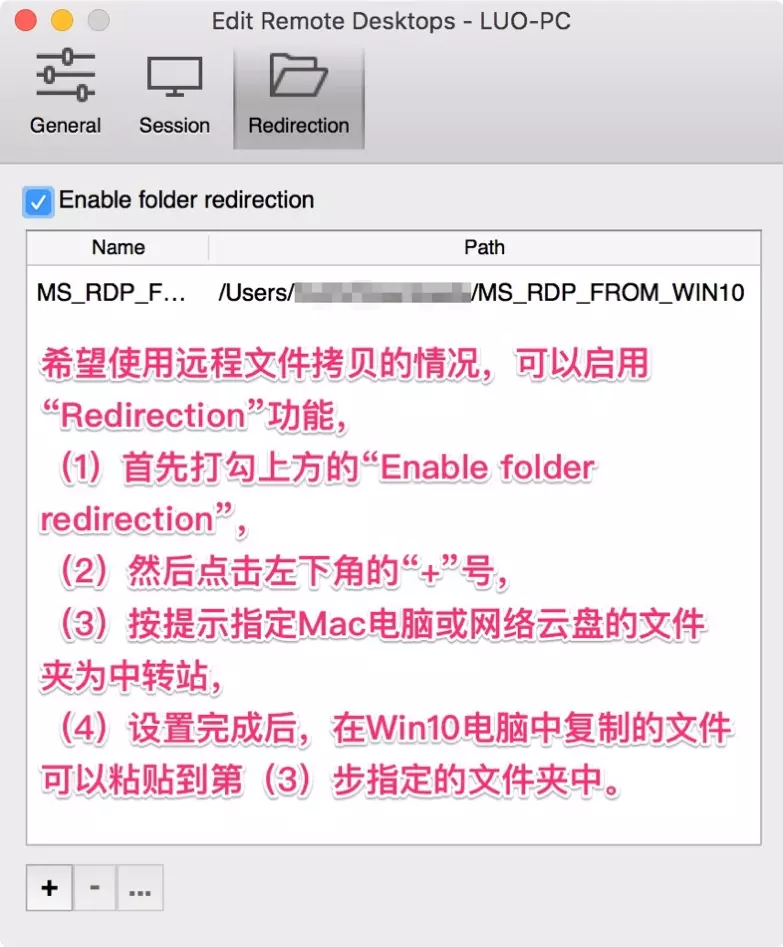 Edit Remote Desktops - LUO-PC
General
Session
Redirection
Enable folder redirection
Name
Path
MS_RDP_F...
/Users/
/MS_RDP_FROM_WIN10
希望使用远程文件拷贝的情况，可以启用
“Redirection”功能，
（1）首先打勾上方的“Enable folder
redirection”，
（2）然后点击左下角的“+”号，
（3）按提示指定Mac电脑或网络云盘的文件
夹为中转站，
（4）设置完成后，在Win10电脑中复制的文件
可以粘贴到第（3）步指定的文件夹中。
+
-
...